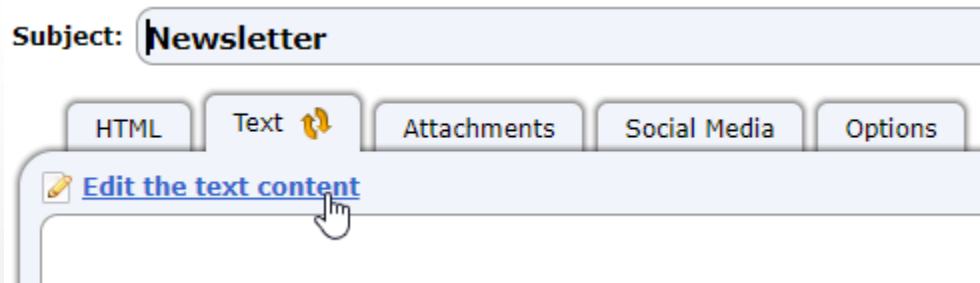 Subject: Newsletter
HTML Text Attachments Social Media Options
Edit the text content